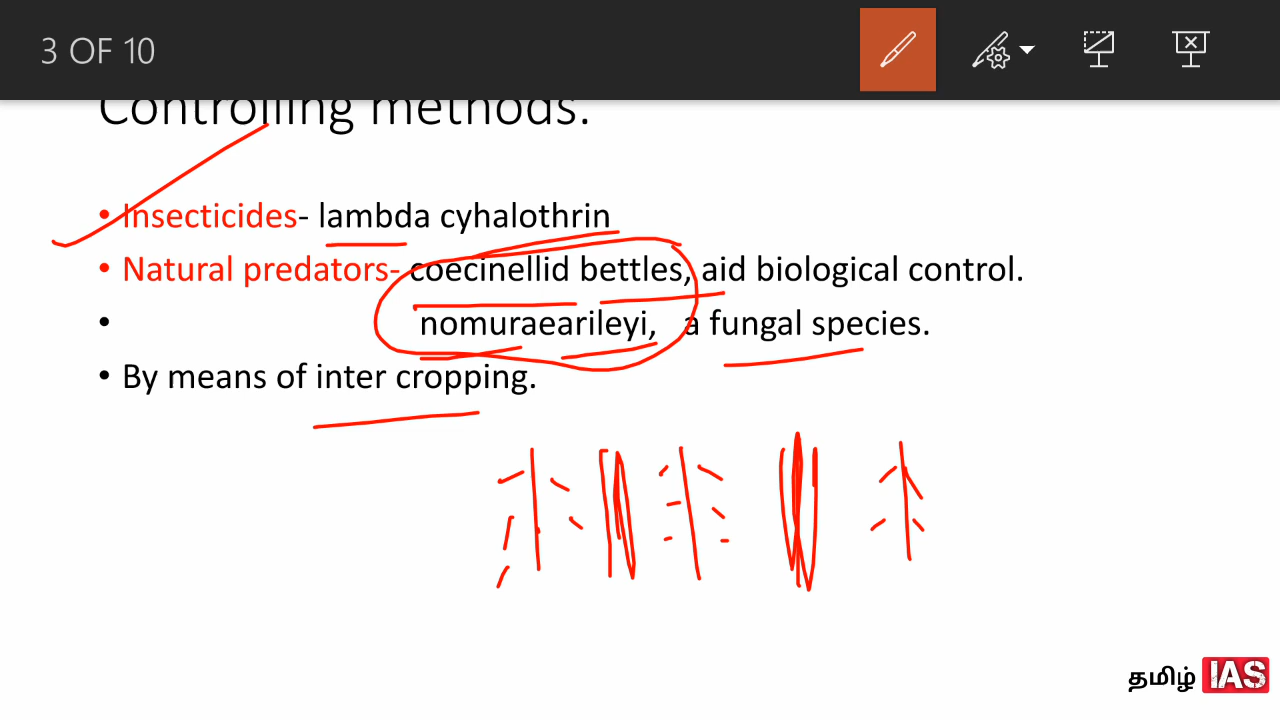 3 OF 10
Controlling methods.
• Insecticides- lambda cyhalothrin
• Natural predators- coecinellid bettles, aid biological control.
• nomuraearileyi, a fungal species.
• By means of inter cropping.
தமிழ் IAS